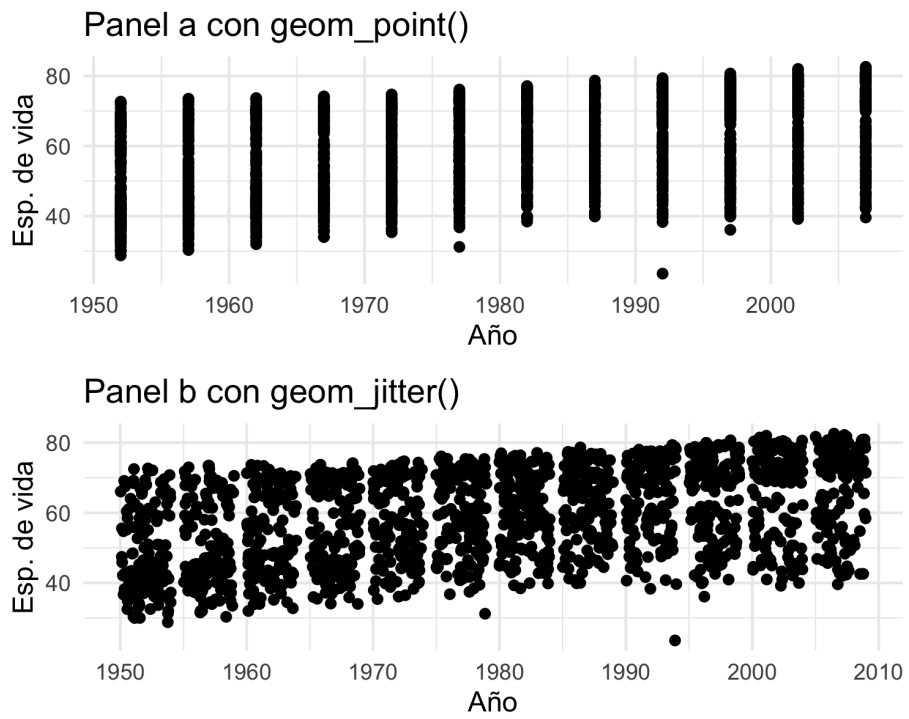 Panel a con geom_point()
80
60
40
Esp. de vida
1950 1960 1970 1980 1990 2000
Año
Panel b con geom_jitter()
80
60
40
Esp. de vida
1950 1960 1970 1980 1990 2000 2010
Año